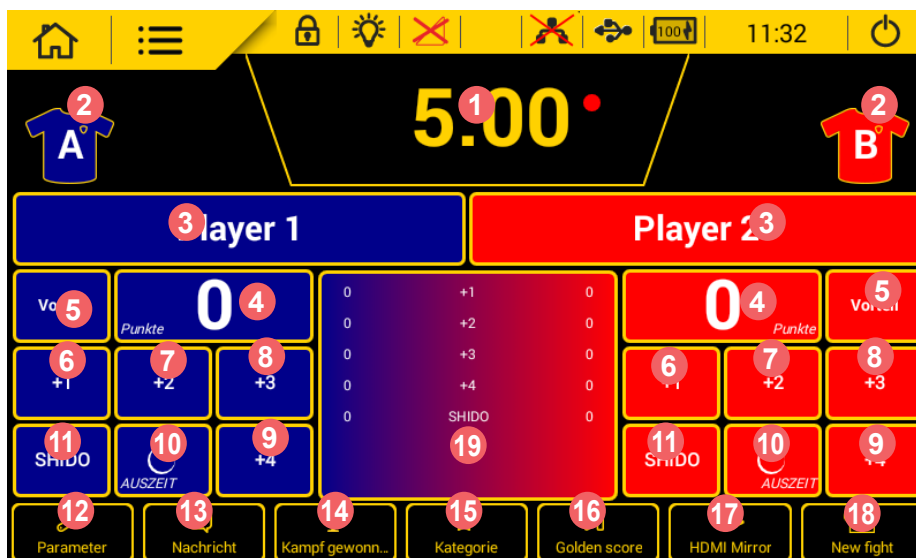 100 11:32
2 1 2
5.00
A B
3 Player 1 Player 2 3
5 0 4 Punkte
0 +1 0
0 +2 0
0 +3 0
0 +4 0
0 SHIDO 0
19
0 4 Punkte Vorteil 5
6 7 8
+1 +2 +3
6 7 8
+1 +2 +3
11 10 9
SHIDO AUSZEIT +4
11 10 9
SHIDO AUSZEIT +4
12 13 14 15 16 17 18
Parameter Nachricht Kampf gewonn... Kategorie Golden score HDMI Mirror New fight